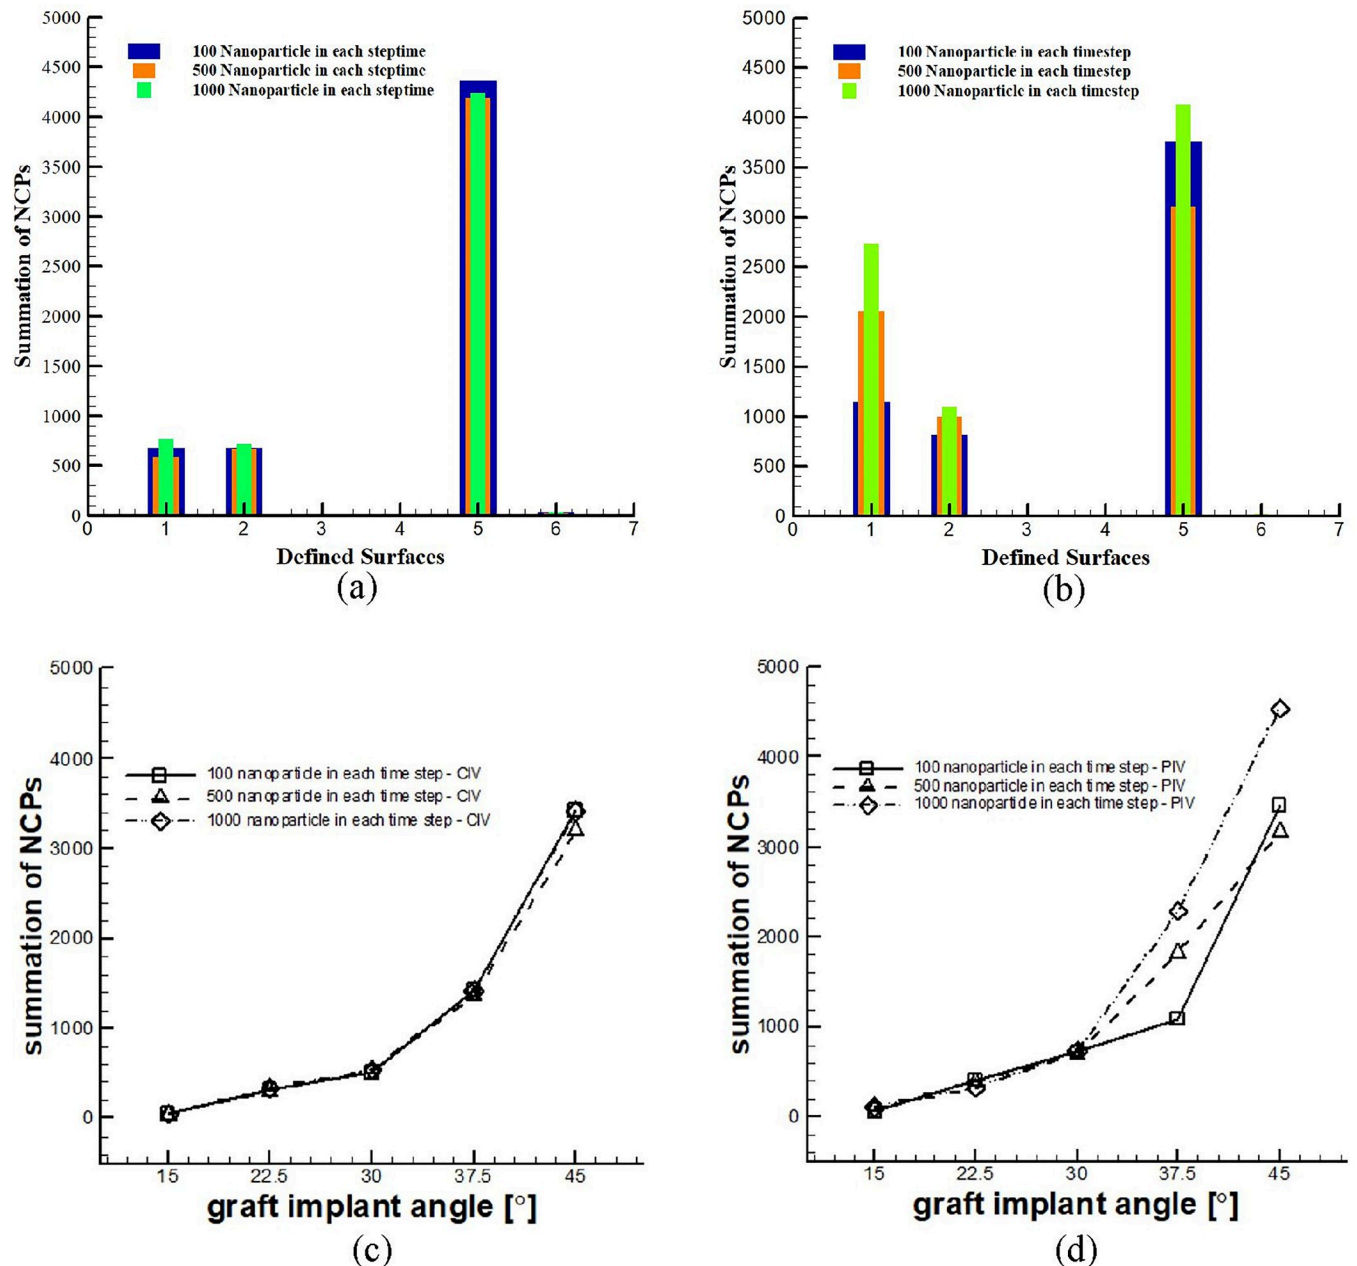 5000
4500
4000
3500
3000
2500
2000
1500
1000
500
0
Summation of NCPs
100 Nanoparticle in each steptime
500 Nanoparticle in each steptime
1000 Nanoparticle in each steptime
0 1 2 3 4 5 6 7
Defined Surfaces
(a)
5000
4500
4000
3500
3000
2500
2000
1500
1000
500
0
Summation of NCPs
100 Nanoparticle in each timestep
500 Nanoparticle in each timestep
1000 Nanoparticle in each timestep
0 1 2 3 4 5 6 7
Defined Surfaces
(b)
5000
4000
3000
2000
1000
0
summation of NCPs
100 nanoparticle in each time step - CIV
500 nanoparticle in each time step - CIV
1000 nanoparticle in each time step - CIV
15 22.5 30 37.5 45
graft implant angle [°]
(c)
5000
4000
3000
2000
1000
0
summation of NCPs
100 nanoparticle in each time step - PIV
500 nanoparticle in each time step - PIV
1000 nanoparticle in each time step - PIV
15 22.5 30 37.5 45
graft implant angle [°]
(d)